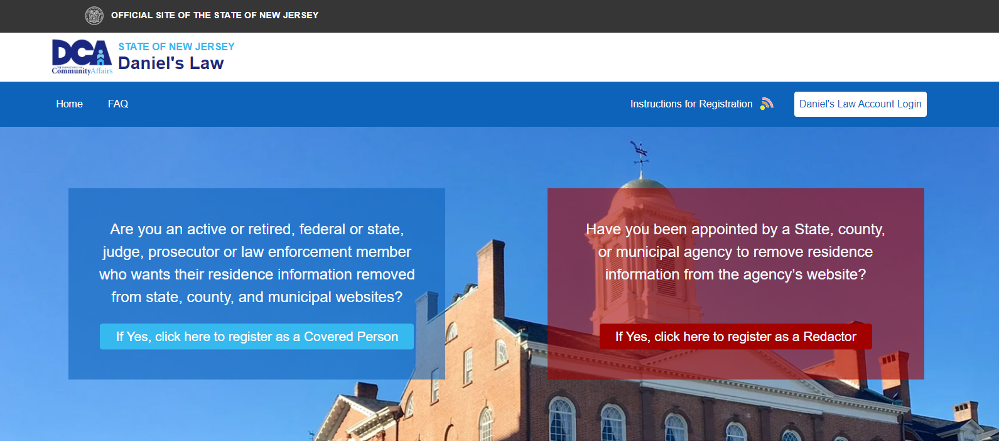 OFFICIAL SITE OF THE STATE OF NEW JERSEY
DCA
NJ DEPARTMENT OF
CommunityAffairs
STATE OF NEW JERSEY
Daniel's Law
Home
FAQ
Instructions for Registration
Daniel's Law Account Login
Are you an active or retired, federal or state,
judge, prosecutor or law enforcement member
who wants their residence information removed
from state, county, and municipal websites?
If Yes, click here to register as a Covered Person
Have you been appointed by a State, county,
or municipal agency to remove residence
information from the agency’s website?
If Yes, click here to register as a Redactor